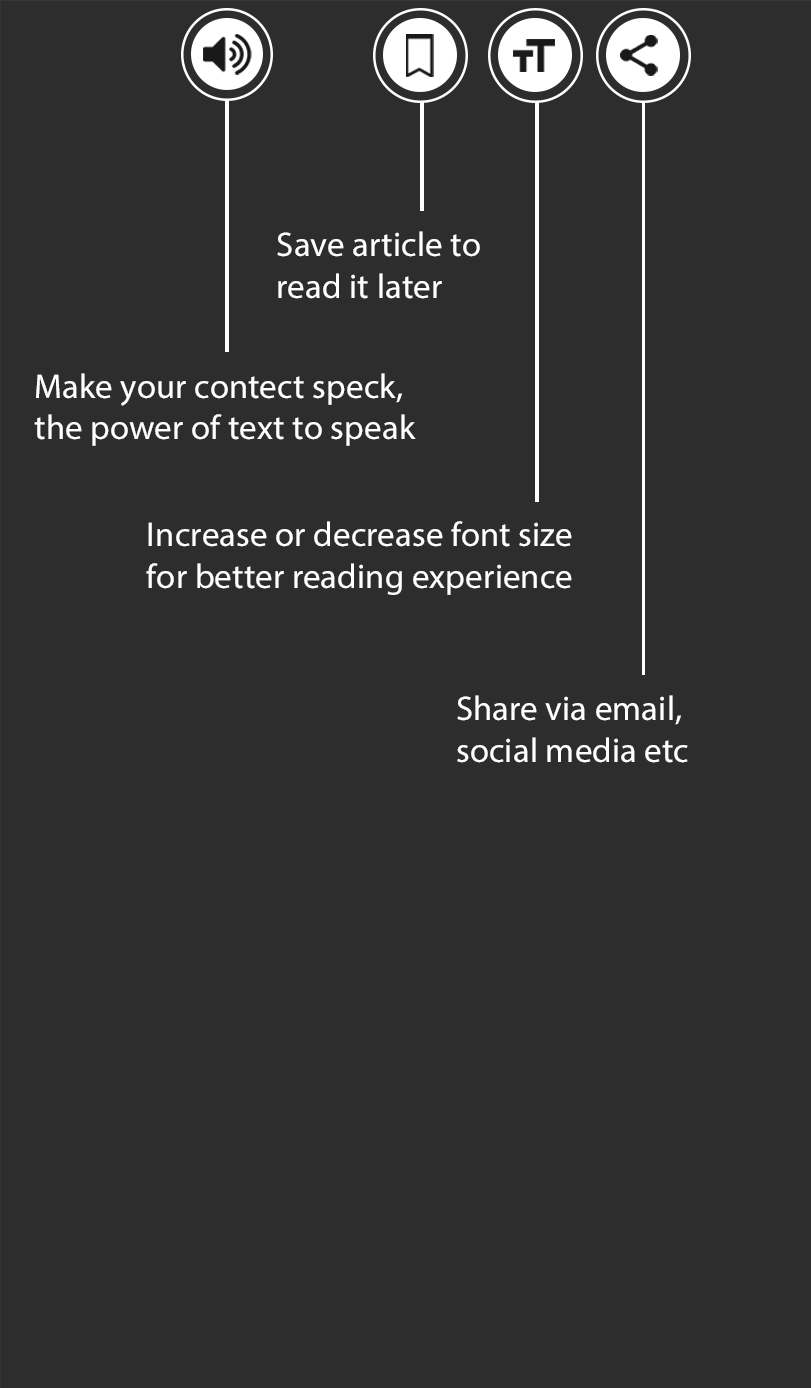 Save article to
read it later
Make your contect speck,
the power of text to speak
Increase or decrease font size
for better reading experience
Share via email,
social media etc